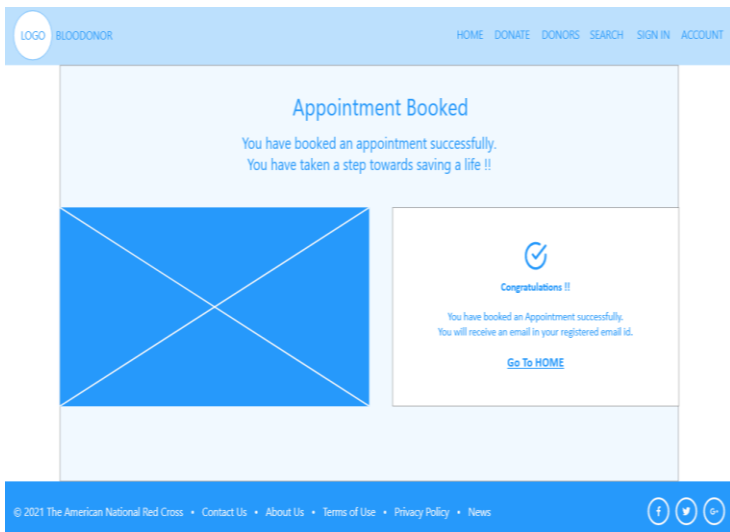 LOGO BLOODONOR HOME DONATE DONORS SEARCH SIGN IN ACCOUNT
Appointment Booked
You have booked an appointment successfully.
You have taken a step towards saving a life !!
Congratulations !!
You have booked an Appointment successfully.
You will receive an email in your registered email id.
Go To HOME
© 2021 The American National Red Cross • Contact Us • About Us • Terms of Use • Privacy Policy • News f G+